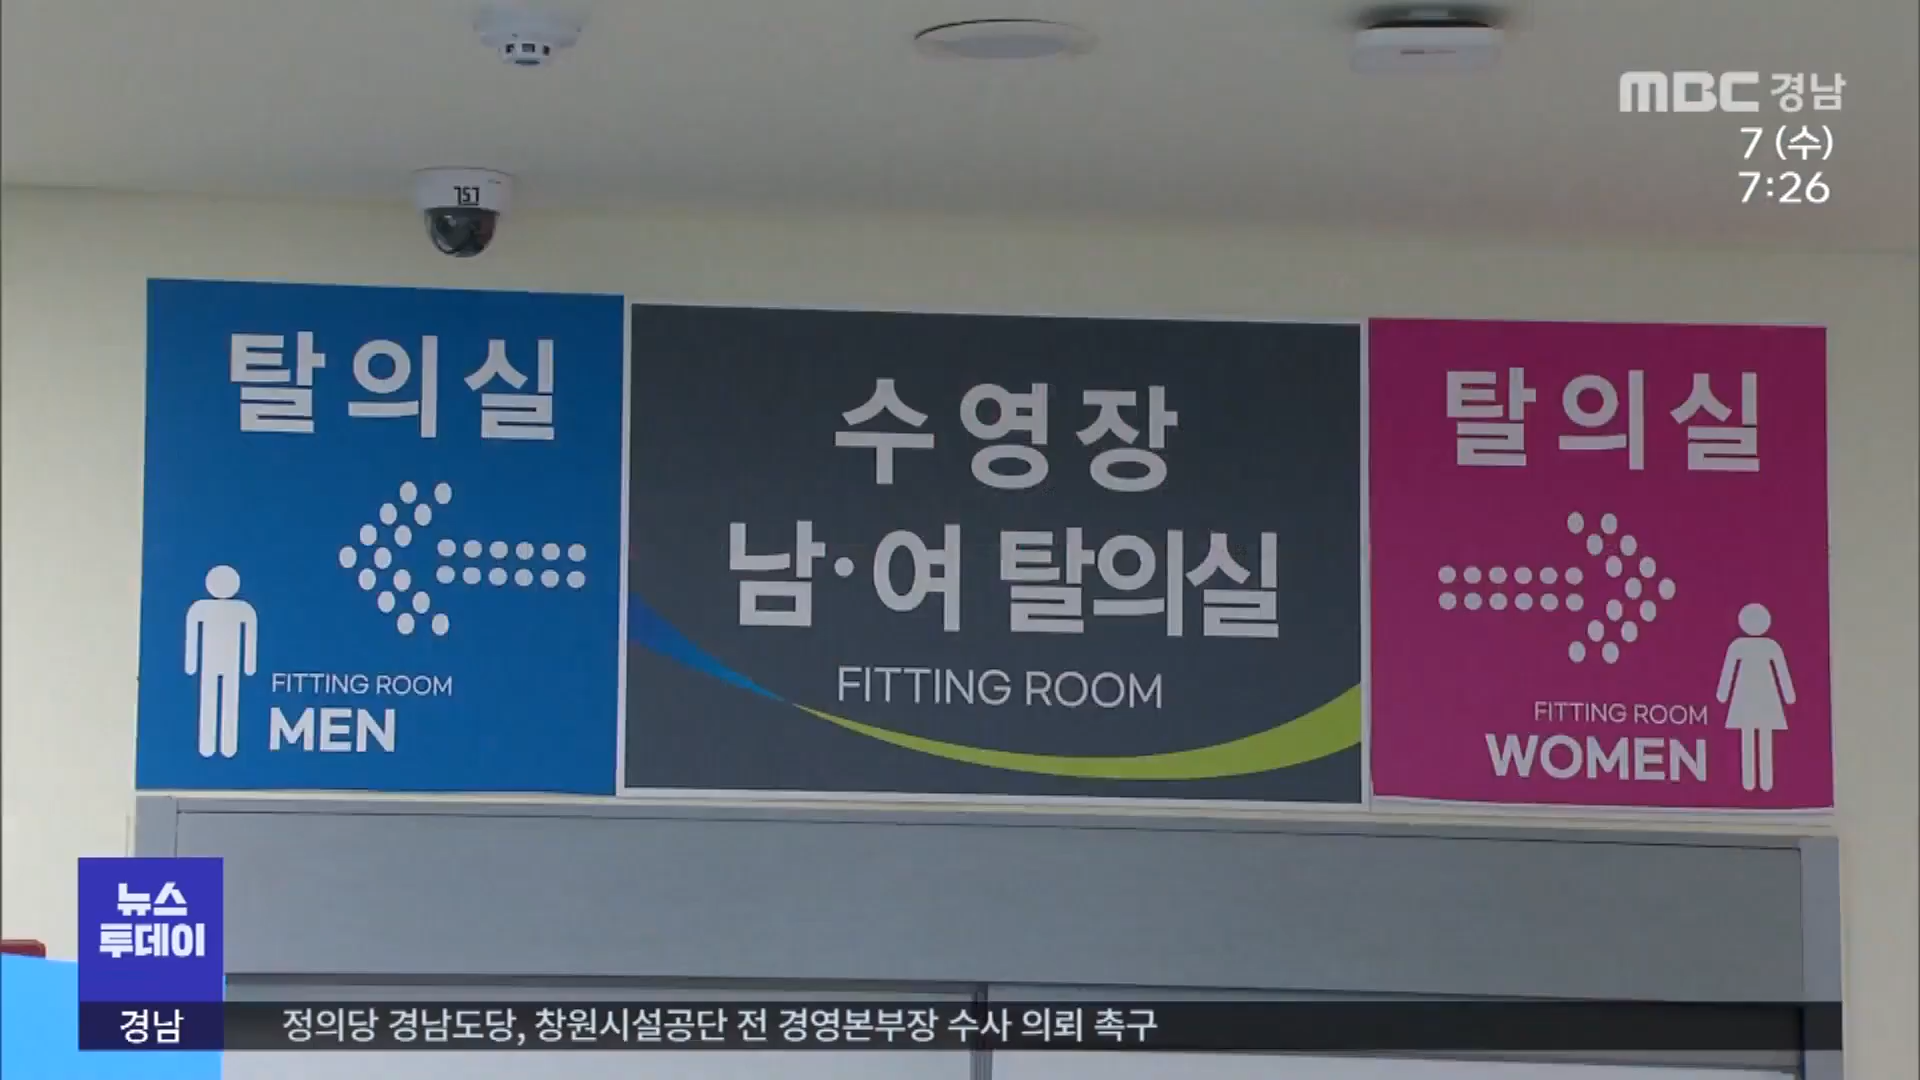 MBC 경남
7 (수)
7:26
탈의실
FITTING ROOM
MEN
수영장
남·여 탈의실
FITTING ROOM
탈의실
FITTING ROOM
WOMEN
뉴스
투데이
경남
정의당 경남도당, 창원시설공단 전 경영본부장 수사 의뢰 촉구